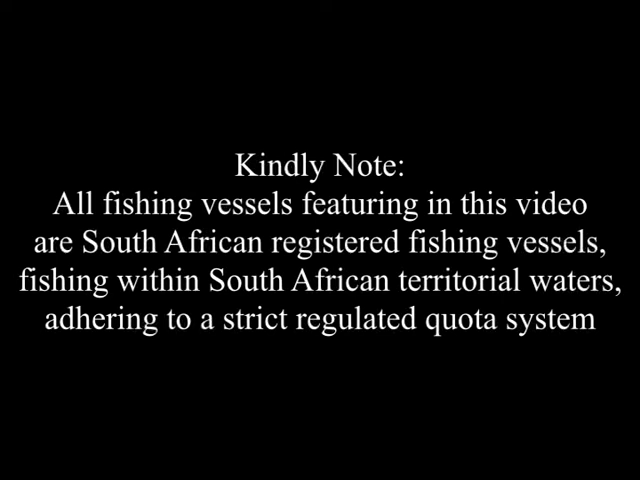 Kindly Note:
All fishing vessels featuring in this video
are South African registered fishing vessels,
fishing within South African territorial waters,
adhering to a strict regulated quota system